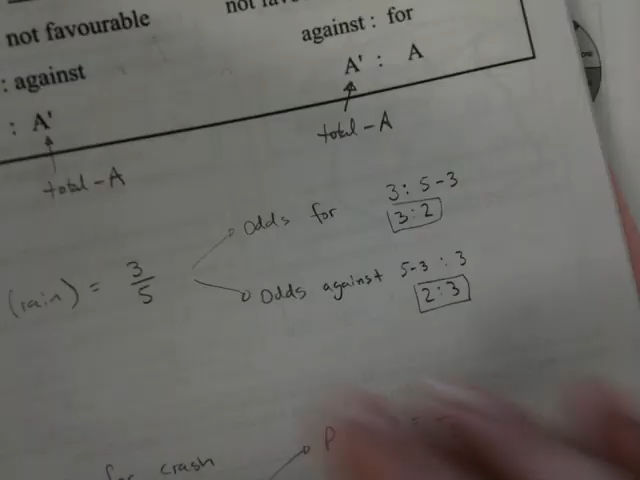 not favourable
against : for
: against
A' : A
: A'
total - A
total - A
Odds for 3 : 5 - 3
3 : 2
(rain) = 3/5
Odds against 5 - 3 : 3
2 : 3
P
for crash